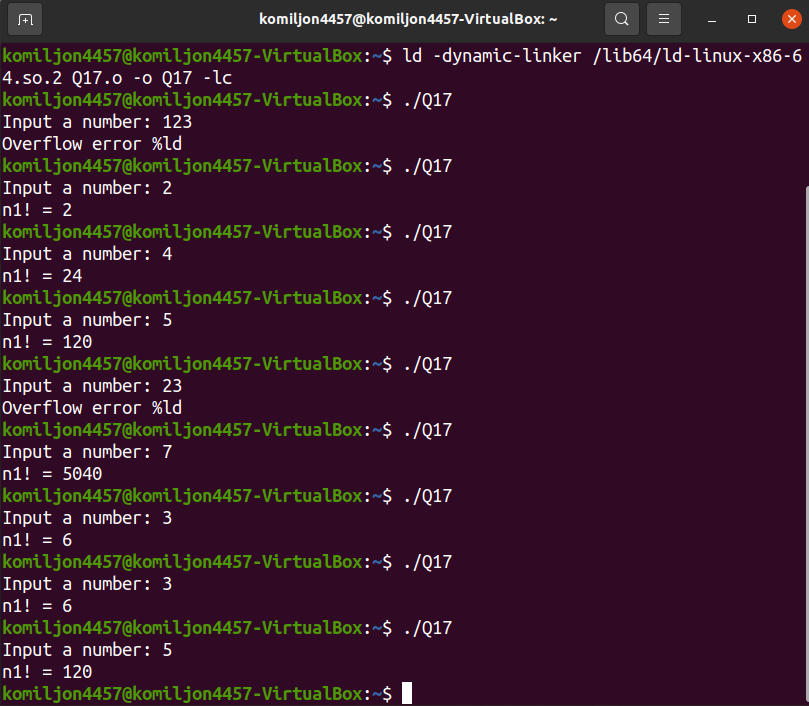 komiljon4457@komiljon4457-VirtualBox: ~
komiljon4457@komiljon4457-VirtualBox:~$ ld -dynamic-linker /lib64/ld-linux-x86-6
4.so.2 Q17.o -o Q17 -lc
komiljon4457@komiljon4457-VirtualBox:~$ ./Q17
Input a number: 123
Overflow error %ld
komiljon4457@komiljon4457-VirtualBox:~$ ./Q17
Input a number: 2
n1! = 2
komiljon4457@komiljon4457-VirtualBox:~$ ./Q17
Input a number: 4
n1! = 24
komiljon4457@komiljon4457-VirtualBox:~$ ./Q17
Input a number: 5
n1! = 120
komiljon4457@komiljon4457-VirtualBox:~$ ./Q17
Input a number: 23
Overflow error %ld
komiljon4457@komiljon4457-VirtualBox:~$ ./Q17
Input a number: 7
n1! = 5040
komiljon4457@komiljon4457-VirtualBox:~$ ./Q17
Input a number: 3
n1! = 6
komiljon4457@komiljon4457-VirtualBox:~$ ./Q17
Input a number: 3
n1! = 6
komiljon4457@komiljon4457-VirtualBox:~$ ./Q17
Input a number: 5
n1! = 120
komiljon4457@komiljon4457-VirtualBox:~$